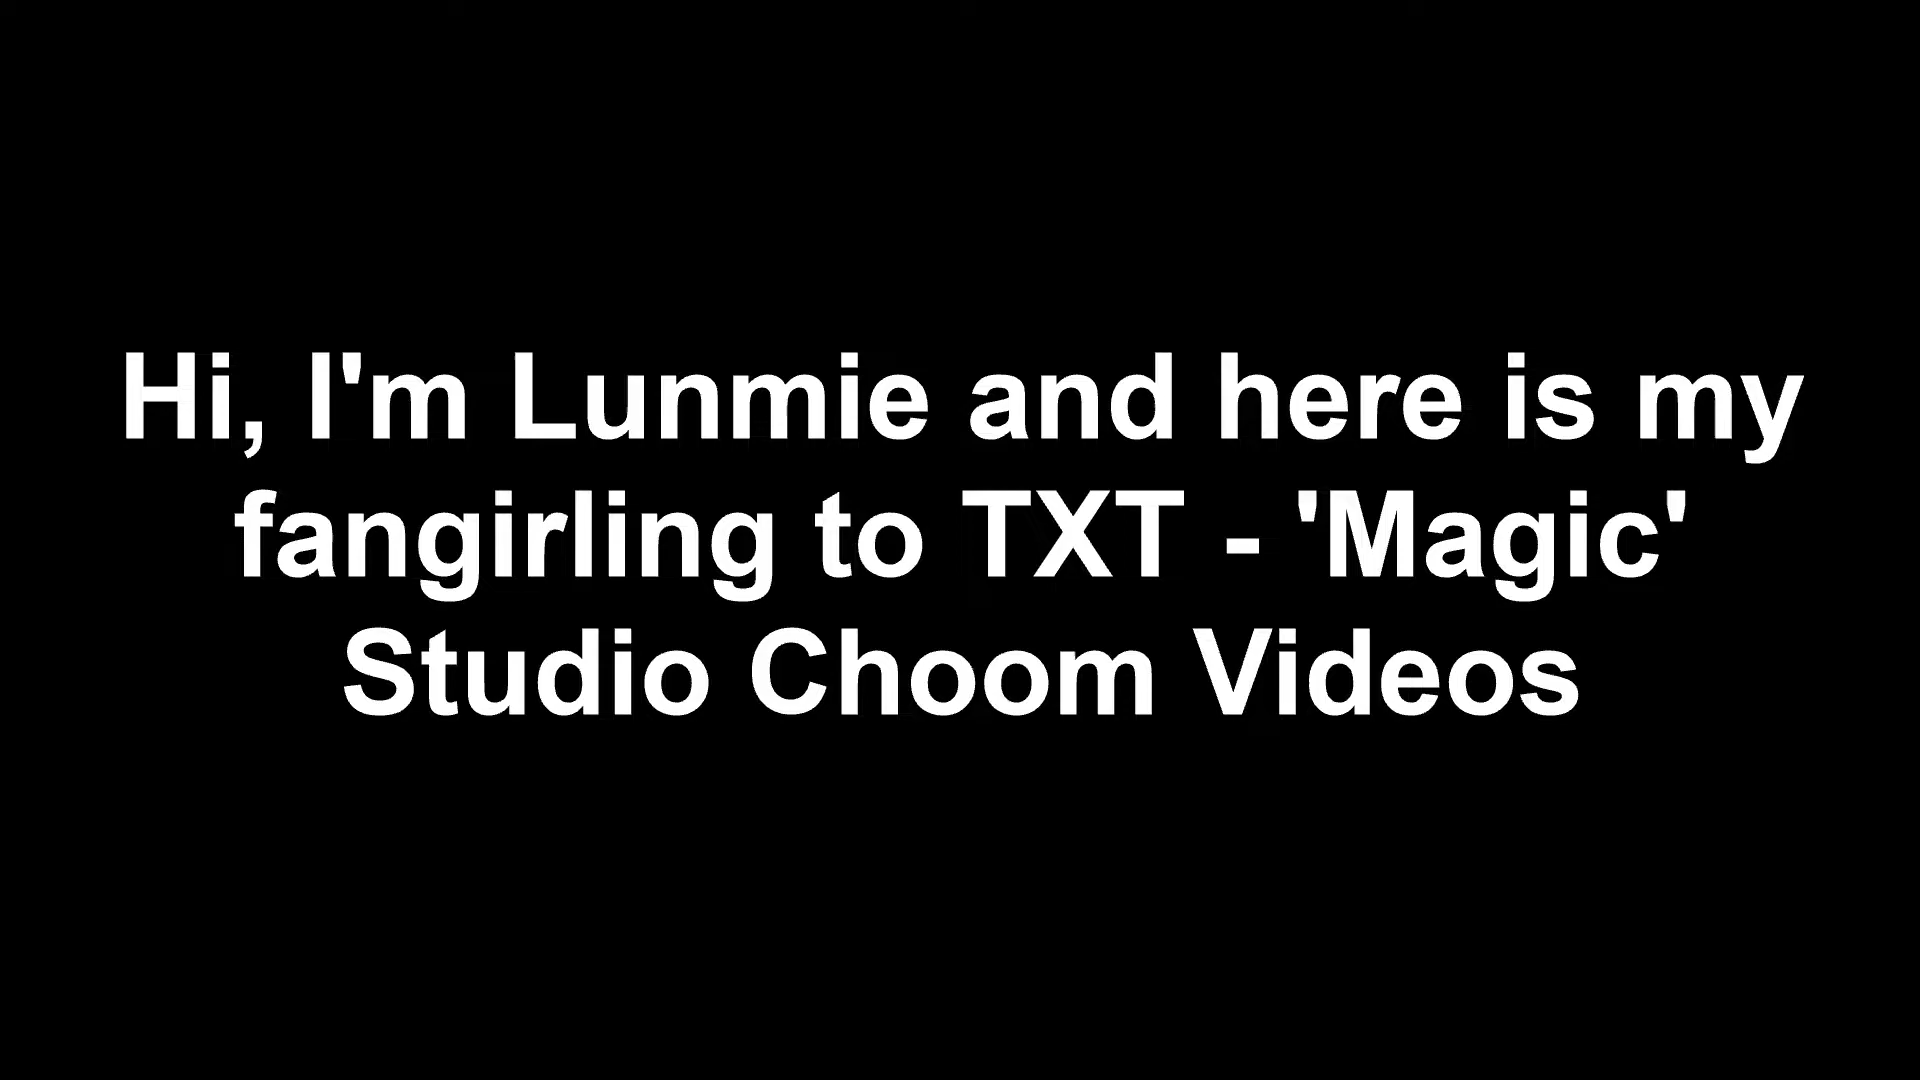 Hi, I'm Lunmie and here is my
fangirling to TXT - 'Magic'
Studio Choom Videos